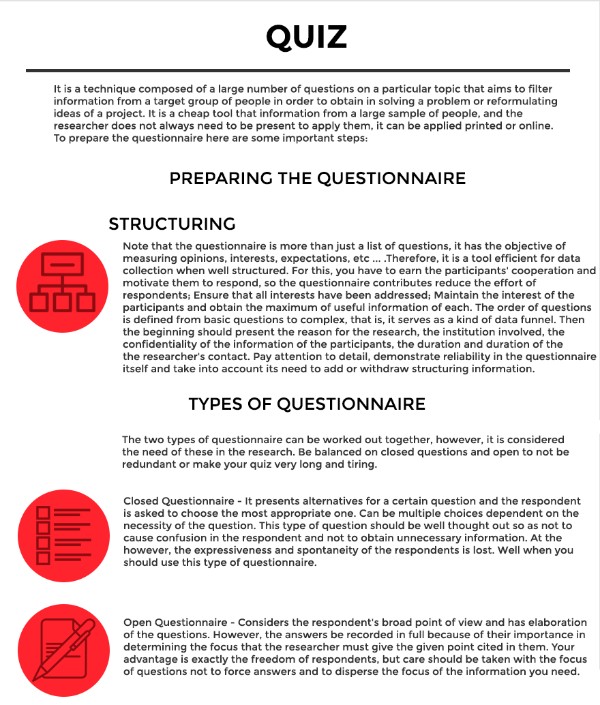 QUIZ
It is a technique composed of a large number of questions on a particular topic that aims to filter
information from a target group of people in order to obtain in solving a problem or reformulating
ideas of a project. It is a cheap tool that information from a large sample of people, and the
researcher does not always need to be present to apply them, it can be applied printed or online.
To prepare the questionnaire here are some important steps:
PREPARING THE QUESTIONNAIRE
STRUCTURING
Note that the questionnaire is more than just a list of questions, it has the objective of
measuring opinions, interests, expectations, etc ... .Therefore, it is a tool efficient for data
collection when well structured. For this, you have to earn the participants' cooperation and
motivate them to respond, so the questionnaire contributes reduce the effort of
respondents; Ensure that all interests have been addressed; Maintain the interest of the
participants and obtain the maximum of useful information of each. The order of questions
is defined from basic questions to complex, that is, it serves as a kind of data funnel. Then
the beginning should present the reason for the research, the institution involved, the
confidentiality of the information of the participants, the duration and duration of the
the researcher's contact. Pay attention to detail, demonstrate reliability in the questionnaire
itself and take into account its need to add or withdraw structuring information.
TYPES OF QUESTIONNAIRE
The two types of questionnaire can be worked out together, however, it is considered
the need of these in the research. Be balanced on closed questions and open to not be
redundant or make your quiz very long and tiring.
Closed Questionnaire - It presents alternatives for a certain question and the respondent
is asked to choose the most appropriate one. Can be multiple choices dependent on the
necessity of the question. This type of question should be well thought out so as not to
cause confusion in the respondent and not to obtain unnecessary information. At the
however, the expressiveness and spontaneity of the respondents is lost. Well when you
should use this type of questionnaire.
Open Questionnaire - Considers the respondent's broad point of view and has elaboration
of the questions. However, the answers be recorded in full because of their importance in
determining the focus that the researcher must give the given point cited in them. Your
advantage is exactly the freedom of respondents, but care should be taken with the focus
of questions not to force answers and to disperse the focus of the information you need.